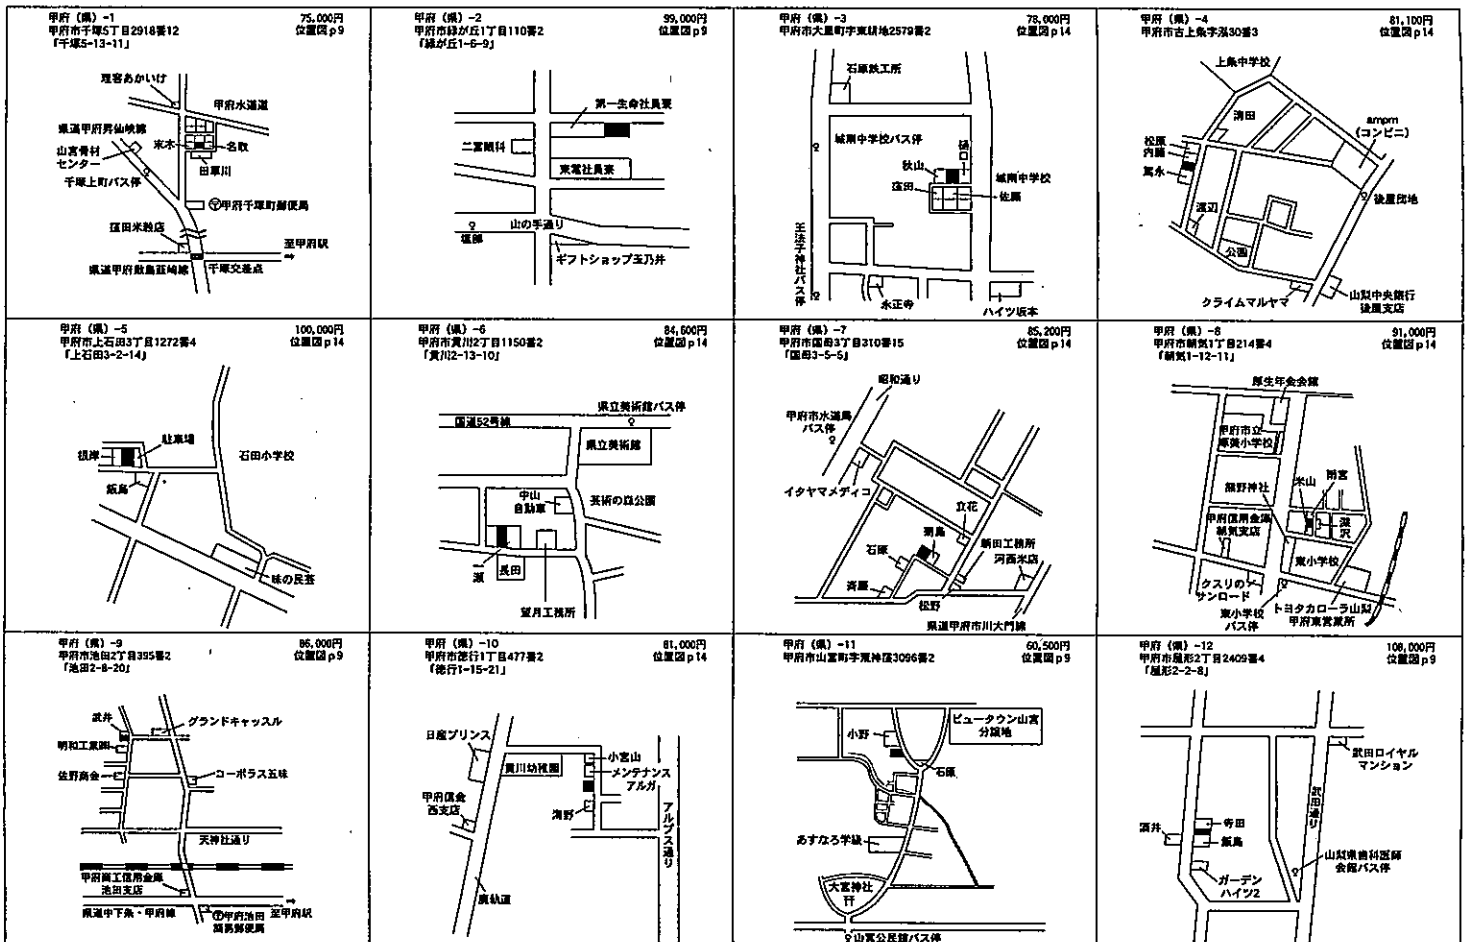 甲府（県）-1
75,000円
甲府市千塚5丁目2918番12
位置図p9
「千塚5-13-11」
理容あかいけ
甲府水道道
県道甲府昇仙峡線
末木
名取
山宮骨材
センター
田草川
千塚上町バス停
〒甲府千塚町郵便局
窪田米穀店
至甲府駅
県道甲府敷島韮崎線
千塚交差点
甲府（県）-2
99,000円
甲府市緑が丘1丁目110番2
位置図p9
「緑が丘1-6-9」
第一生命社員寮
二宮眼科
東電社員寮
山の手通り
塩部
ギフトショップ玉乃井
甲府（県）-3
78,000円
甲府市大里町字東耕地2579番2
位置図p14
石原鉄工所
城南中学校バス停
樋口
秋山
城南中学校
窪田
佐藤
王法子神社バス停
永正寺
ハイツ坂本
甲府（県）-4
81,100円
位置図p14
上条中学校
清田
ampm
（コンビニ）
松原
内藤
後屋団地
渡辺
公園
クライムマルヤマ
山梨中央銀行
後屋支店
甲府（県）-5
100,000円
甲府市上石田3丁目1272番4
位置図p14
「上石田3-2-14」
駐車場
根岸
石田小学校
飯島
味の民芸
甲府（県）-6
84,600円
甲府市貢川2丁目1150番2
位置図p14
「貢川2-13-10」
県立美術館バス停
国道52号線
県立美術館
中山
自動車
芸術の森公園
一瀬
長田
望月工務所
甲府（県）-7
85,200円
甲府市国母3丁目310番15
位置図p14
「国母3-5-5」
昭和通り
甲府市水道局
バス停
イタヤマメディコ
立花
石原
河西米店
斉藤
松野
県道甲府市川大門線
甲府（県）-8
91,000円
甲府市朝気1丁目214番4
位置図p14
「朝気1-12-11」
厚生年金会館
甲府市立
熊野神社
米山
雨宮
甲府信用金庫
朝気支店
深沢
東小学校
クスリの
サンロード
東小学校
バス停
トヨタカローラ山梨
甲府東営業所
甲府（県）-9
86,000円
甲府市池田2丁目395番2
位置図p9
「池田2-8-20」
武井
グランドキャッスル
明和工業㈱
佐野商会
コーポラス五味
天神社通り
甲府商工信用金庫
池田支店
県道中下条・甲府線
〒甲府池田
簡易郵便局
至甲府駅
甲府（県）-10
81,000円
甲府市徳行1丁目477番2
位置図p14
「徳行1-15-21」
日産プリンス
小宮山
貢川幼稚園
メンテナンス
アルガ
甲府信金
西支店
海野
アルプス通り
廃軌道
甲府（県）-11
60,500円
甲府市山宮町字東神窪3096番2
位置図p9
ビュータウン山宮
分譲地
小野
石原
あすなろ学級
大宮神社
山宮公民館バス停
甲府（県）-12
108,000円
甲府市屋形2丁目2409番4
位置図p9
「屋形2-2-8」
武田ロイヤル
マンション
武田通り
酒井
寺田
飯島
ガーデン
ハイツ2
山梨県歯科医師
会館バス停